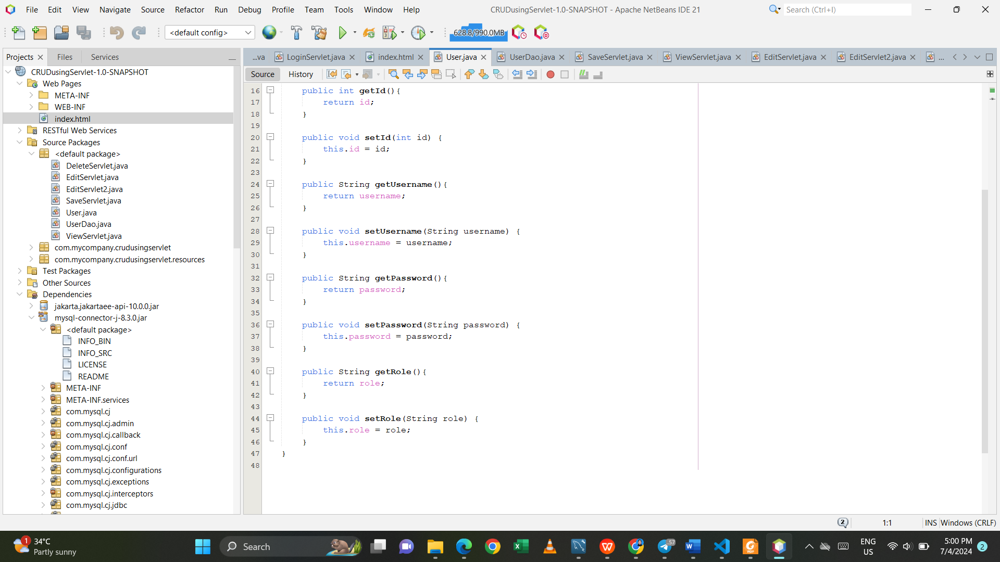 File Edit View Navigate Source Refactor Run Debug Profile Team Tools Window Help
CRUDusingServlet-1.0-SNAPSHOT - Apache NetBeans IDE 21
Search (Ctrl+I)
<default config>
628.8/990.0MB
Projects Files Services
...va LoginServlet.java index.html User.java UserDao.java SaveServlet.java ViewServlet.java EditServlet.java EditServlet2.java ...
Source History
CRUDusingServlet-1.0-SNAPSHOT
Web Pages
META-INF
WEB-INF
index.html
RESTful Web Services
Source Packages
<default package>
DeleteServlet.java
EditServlet.java
EditServlet2.java
SaveServlet.java
User.java
UserDao.java
ViewServlet.java
com.mycompany.crudusingservlet
com.mycompany.crudusingservlet.resources
Test Packages
Other Sources
Dependencies
jakarta.jakartaee-api-10.0.0.jar
mysql-connector-j-8.3.0.jar
<default package>
INFO_BIN
INFO_SRC
LICENSE
README
META-INF
META-INF.services
com.mysql.cj
com.mysql.cj.admin
com.mysql.cj.callback
com.mysql.cj.conf
com.mysql.cj.conf.url
com.mysql.cj.configurations
com.mysql.cj.exceptions
com.mysql.cj.interceptors
com.mysql.cj.jdbc
16 public int getId(){
17 return id;
18 }
19
20 public void setId(int id) {
21 this.id = id;
22 }
23
24 public String getUsername(){
25 return username;
26 }
27
28 public void setUsername(String username) {
29 this.username = username;
30 }
31
32 public String getPassword(){
33 return password;
34 }
35
36 public void setPassword(String password) {
37 this.password = password;
38 }
39
40 public String getRole(){
41 return role;
42 }
43
44 public void setRole(String role) {
45 this.role = role;
46 }
47 }
48
2 1:1 INS Windows (CRLF)
1 34°C
Partly sunny
Search
57
ENG
US
5:00 PM
7/4/2024
2